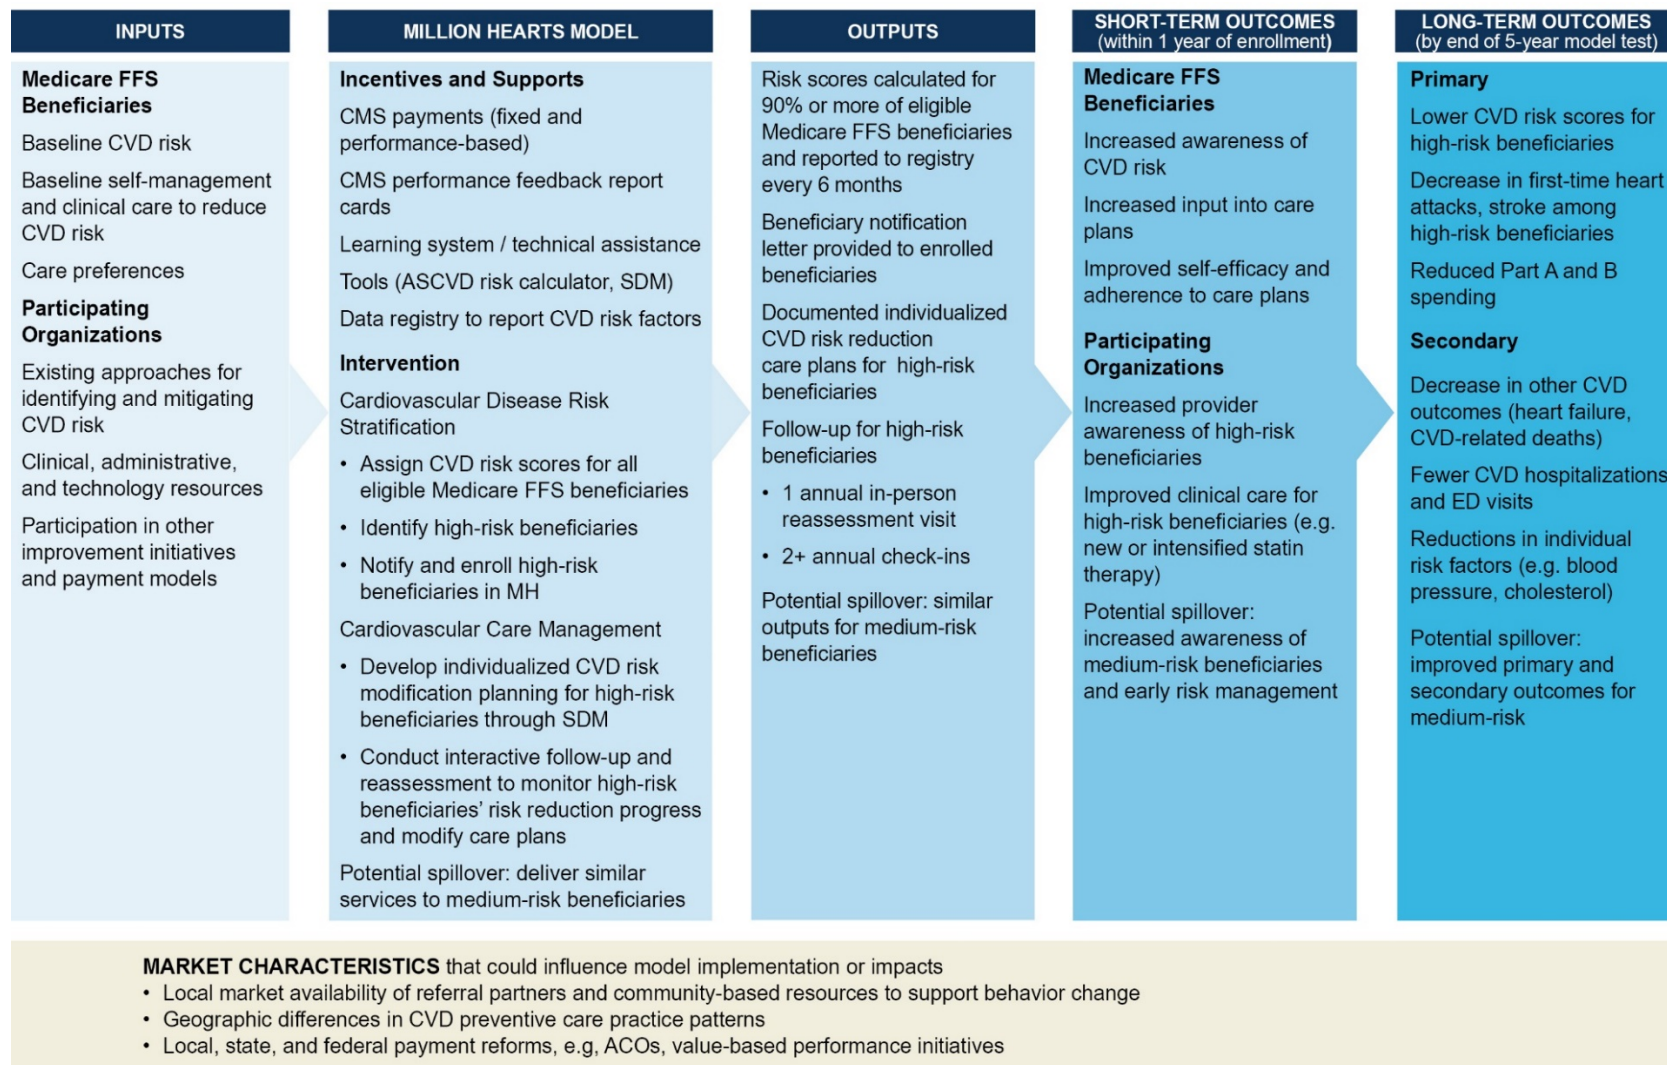 INPUTS
Medicare FFS
Beneficiaries
Baseline CVD risk
Baseline self-management
and clinical care to reduce
CVD risk
Care preferences
Participating
Organizations
Existing approaches for
identifying and mitigating
CVD risk
Clinical, administrative,
and technology resources
Participation in other
improvement initiatives
and payment models
MILLION HEARTS MODEL
Incentives and Supports
CMS payments (fixed and
performance-based)
CMS performance feedback report
cards
Learning system / technical assistance
Tools (ASCVD risk calculator, SDM)
Data registry to report CVD risk factors
Intervention
Cardiovascular Disease Risk
Stratification
• Assign CVD risk scores for all
eligible Medicare FFS beneficiaries
• Identify high-risk beneficiaries
• Notify and enroll high-risk
beneficiaries in MH
Cardiovascular Care Management
• Develop individualized CVD risk
modification planning for high-risk
beneficiaries through SDM
• Conduct interactive follow-up and
reassessment to monitor high-risk
beneficiaries' risk reduction progress
and modify care plans
Potential spillover: deliver similar
services to medium-risk beneficiaries
OUTPUTS
Risk scores calculated for
90% or more of eligible
Medicare FFS beneficiaries
and reported to registry
every 6 months
Beneficiary notification
letter provided to enrolled
beneficiaries
Documented individualized
CVD risk reduction
care plans for high-risk
beneficiaries
Follow-up for high-risk
beneficiaries
• 1 annual in-person
reassessment visit
• 2+ annual check-ins
Potential spillover: similar
outputs for medium-risk
beneficiaries
SHORT-TERM OUTCOMES
(within 1 year of enrollment)
Medicare FFS
Beneficiaries
Increased awareness of
CVD risk
Increased input into care
plans
Improved self-efficacy and
adherence to care plans
Participating
Organizations
Increased provider
awareness of high-risk
beneficiaries
Improved clinical care for
high-risk beneficiaries (e.g.
new or intensified statin
therapy)
Potential spillover:
increased awareness of
medium-risk beneficiaries
and early risk management
LONG-TERM OUTCOMES
(by end of 5-year model test)
Primary
Lower CVD risk scores for
high-risk beneficiaries
Decrease in first-time heart
attacks, stroke among
high-risk beneficiaries
Reduced Part A and B
spending
Secondary
Decrease in other CVD
outcomes (heart failure,
CVD-related deaths)
Fewer CVD hospitalizations
and ED visits
Reductions in individual
risk factors (e.g. blood
pressure, cholesterol)
Potential spillover:
improved primary and
secondary outcomes for
medium-risk
MARKET CHARACTERISTICS that could influence model implementation or impacts
• Local market availability of referral partners and community-based resources to support behavior change
• Geographic differences in CVD preventive care practice patterns
• Local, state, and federal payment reforms, e.g, ACOs, value-based performance initiatives